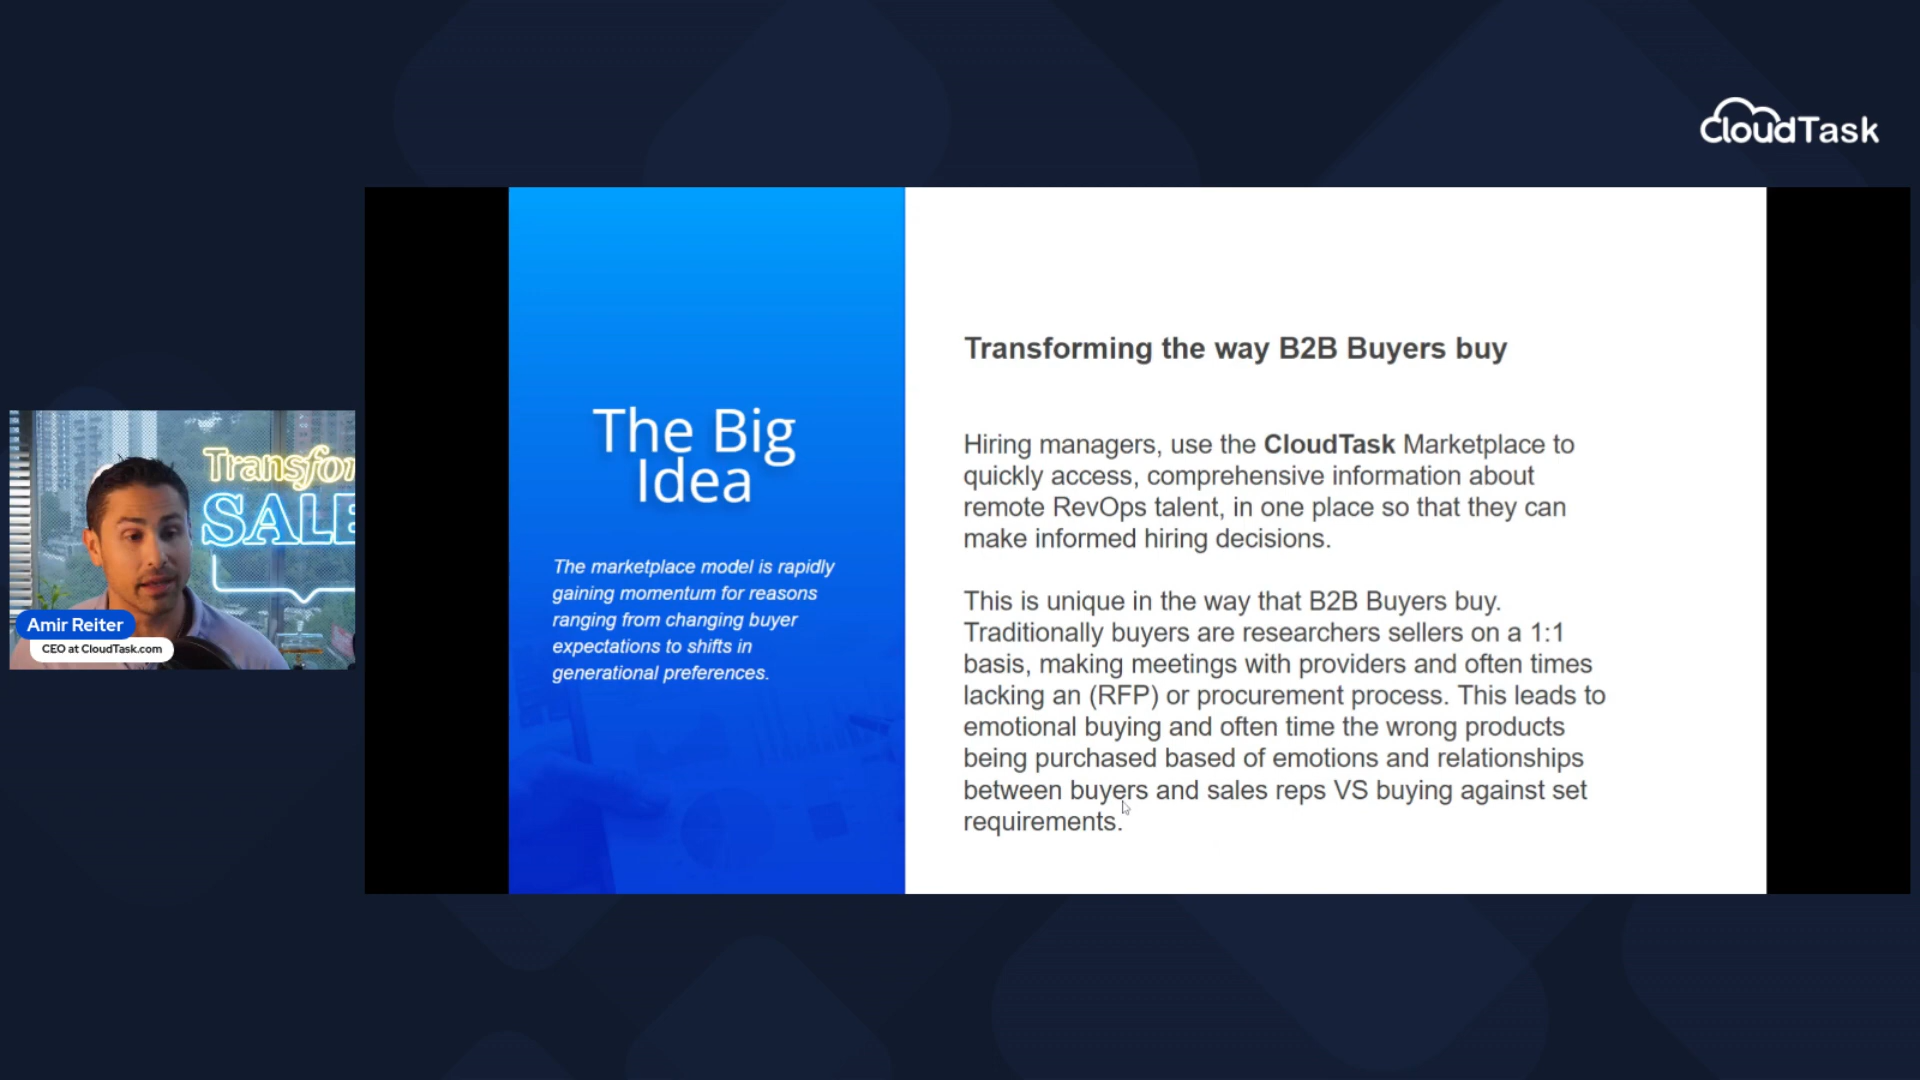 CloudTask
The Big
Idea
The marketplace model is rapidly
gaining momentum for reasons
ranging from changing buyer
expectations to shifts in
generational preferences.
Transforming the way B2B Buyers buy
Hiring managers, use the CloudTask Marketplace to
quickly access, comprehensive information about
remote RevOps talent, in one place so that they can
make informed hiring decisions.
This is unique in the way that B2B Buyers buy.
Traditionally buyers are researchers sellers on a 1:1
basis, making meetings with providers and often times
lacking an (RFP) or procurement process. This leads to
emotional buying and often time the wrong products
being purchased based of emotions and relationships
between buyers and sales reps VS buying against set
requirements.
Transfor
SALE
Amir Reiter
CEO at CloudTask.com